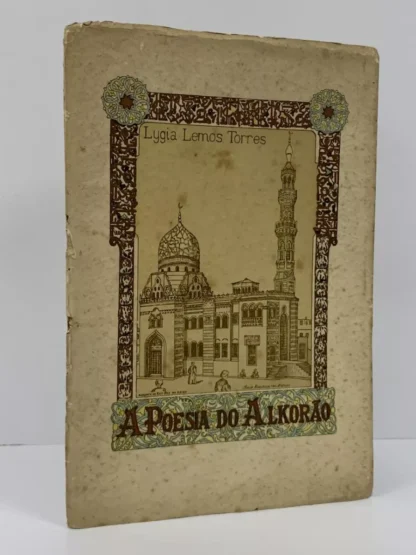 Lygia Lemos Torres
A POESIA DO ALKORÃO